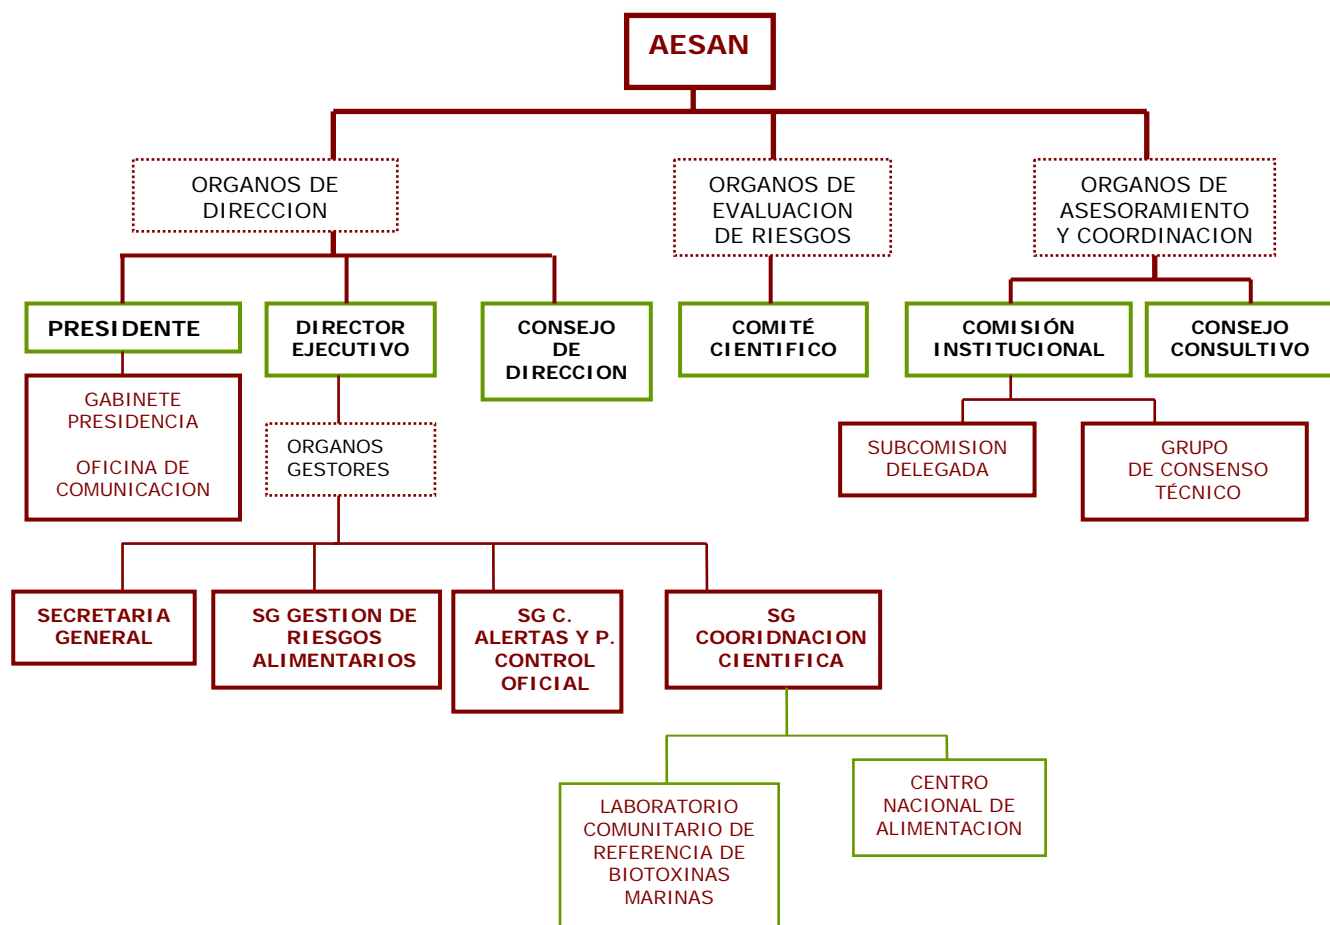 AESAN
ORGANOS DE
DIRECCION
ORGANOS DE
EVALUACION
DE RIESGOS
ORGANOS DE
ASESORAMIENTO
Y COORDINACION
PRESIDENTE
DIRECTOR
EJECUTIVO
CONSEJO
DE
DIRECCION
COMITÉ
CIENTIFICO
COMISIÓN
INSTITUCIONAL
CONSEJO
CONSULTIVO
GABINETE
PRESIDENCIA
OFICINA DE
COMUNICACION
ORGANOS
GESTORES
SUBCOMISION
DELEGADA
GRUPO
DE CONSENSO
TÉCNICO
SECRETARIA
GENERAL
SG GESTION DE
RIESGOS
ALIMENTARIOS
SG C.
ALERTAS Y P.
CONTROL
OFICIAL
SG
COORIDNACION
CIENTIFICA
LABORATORIO
COMUNITARIO DE
REFERENCIA DE
BIOTOXINAS
MARINAS
CENTRO
NACIONAL DE
ALIMENTACION